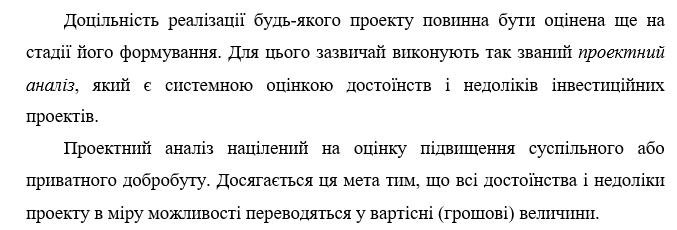 Доцільність реалізації будь-якого проекту повинна бути оцінена ще на
стадії його формування. Для цього зазвичай виконують так званий проектний
аналіз, який є системною оцінкою достоїнств і недоліків інвестиційних
проектів.
Проектний аналіз націлений на оцінку підвищення суспільного або
приватного добробуту. Досягається ця мета тим, що всі достоїнства і недоліки
проекту в міру можливості переводяться у вартісні (грошові) величини.